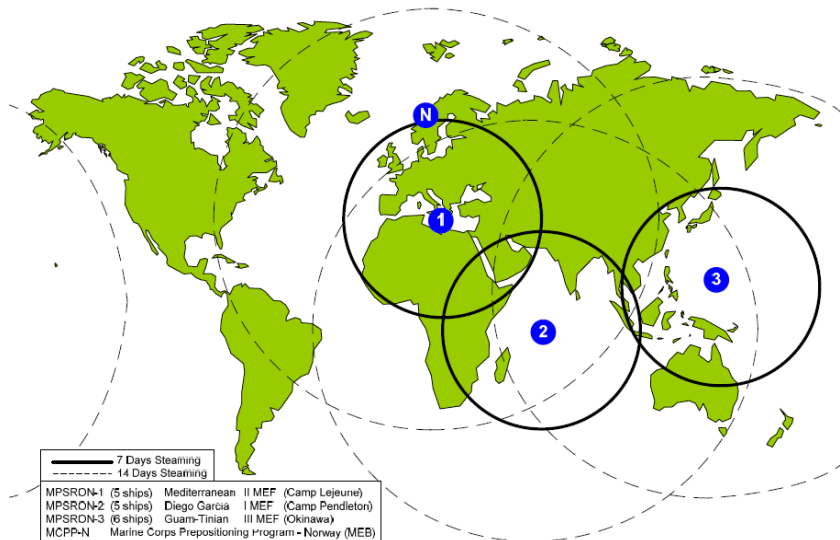 N
1
3
2
7 Days Steaming
14 Days Steaming
MPSRON-1 (5 ships) Mediterranean II MEF (Camp Lejeune)
MPSRON-2 (5 ships) Diego Garcia I MEF (Camp Pendleton)
MPSRON-3 (6 ships) Guam-Tinian III MEF (Okinawa)
MCPP-N Marine Corps Prepositioning Program - Norway (MEB)